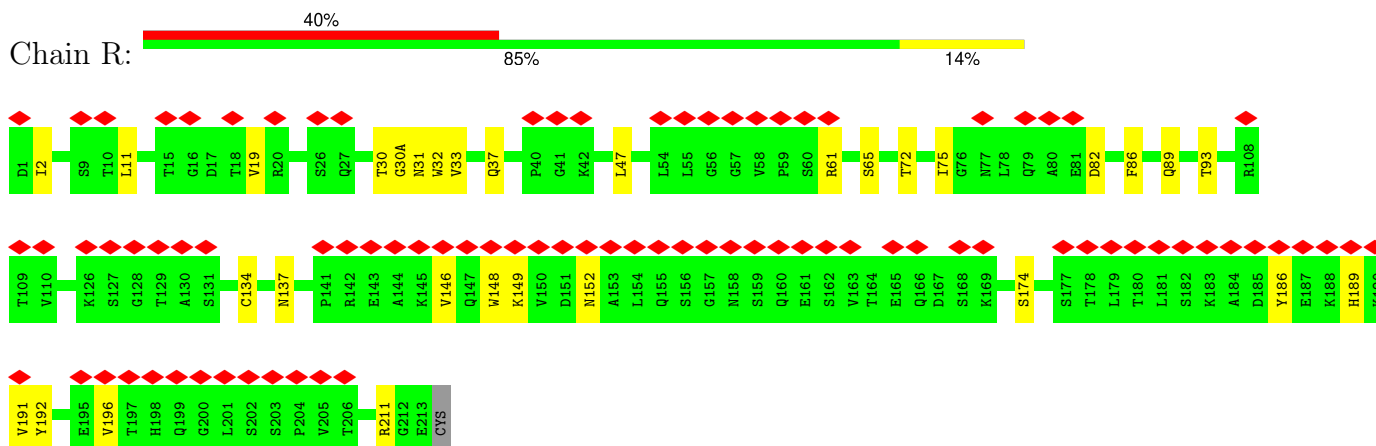 40%
Chain R:
85% 14%
D1 I2 S9 T10 L11 T15 G16 D17 T18 V19 R20 S26 Q27 T30 G30A N31 W32 V33 Q37 P40 G41 K42 L47 L54 L55 G56 G57 V58 P59 S60 R61 S65 T72 I75 G76 N77 L78 Q79 A80 E81 D82 F86 Q89 T93 R108
T109 V110 K126 S127 G128 T129 A130 S131 C134 N137 P141 R142 E143 A144 K145 V146 Q147 W148 K149 V150 D151 N152 A153 L154 Q155 S156 G157 N158 S159 Q160 E161 S162 V163 T164 E165 Q166 D167 S168 K169 S174 S177 T178 L179 T180 L181 S182 K183 A184 D185 Y186 E187 K188 H189
V191 Y192 E195 V196 T197 H198 Q199 G200 L201 S202 S203 P204 V205 T206 R211 G212 E213 CYS